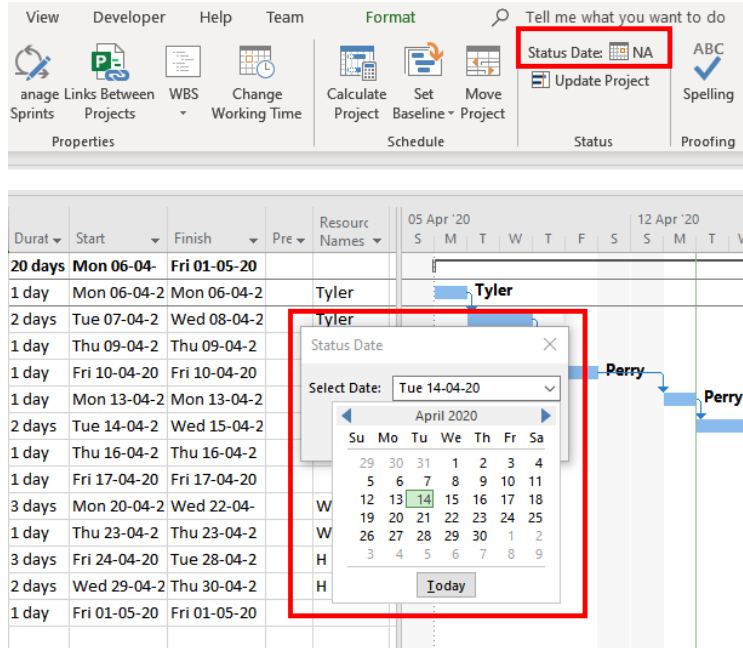 View Developer Help Team Format Tell me what you want to do
Status Date: NA
ABC
anage Links Between WBS Change Calculate Set Move Update Project Spelling
Sprints Projects Working Time Project Baseline Project
Properties Schedule Status Proofing
Resourc 05 Apr '20 12 Apr '20
Durat Start Finish Pre Names S M T W T F S S M T
20 days Mon 06-04- Fri 01-05-20
1 day Mon 06-04-2 Mon 06-04-2 Tyler Tyler
2 days Tue 07-04-2 Wed 08-04-2 Tyler
1 day Thu 09-04-2 Thu 09-04-2
1 day Fri 10-04-20 Fri 10-04-20 Perry
1 day Mon 13-04-2 Mon 13-04-2 Perry
2 days Tue 14-04-2 Wed 15-04-2
1 day Thu 16-04-2 Thu 16-04-2
1 day Fri 17-04-20 Fri 17-04-20
3 days Mon 20-04-2 Wed 22-04- W
1 day Thu 23-04-2 Thu 23-04-2 W
3 days Fri 24-04-20 Tue 28-04-2 H
2 days Wed 29-04-2 Thu 30-04-2 H
1 day Fri 01-05-20 Fri 01-05-20
Status Date
Select Date: Tue 14-04-20
April 2020
Su Mo Tu We Th Fr Sa
29 30 31 1 2 3 4
5 6 7 8 9 10 11
12 13 14 15 16 17 18
19 20 21 22 23 24 25
26 27 28 29 30 1 2
3 4 5 6 7 8 9
Today